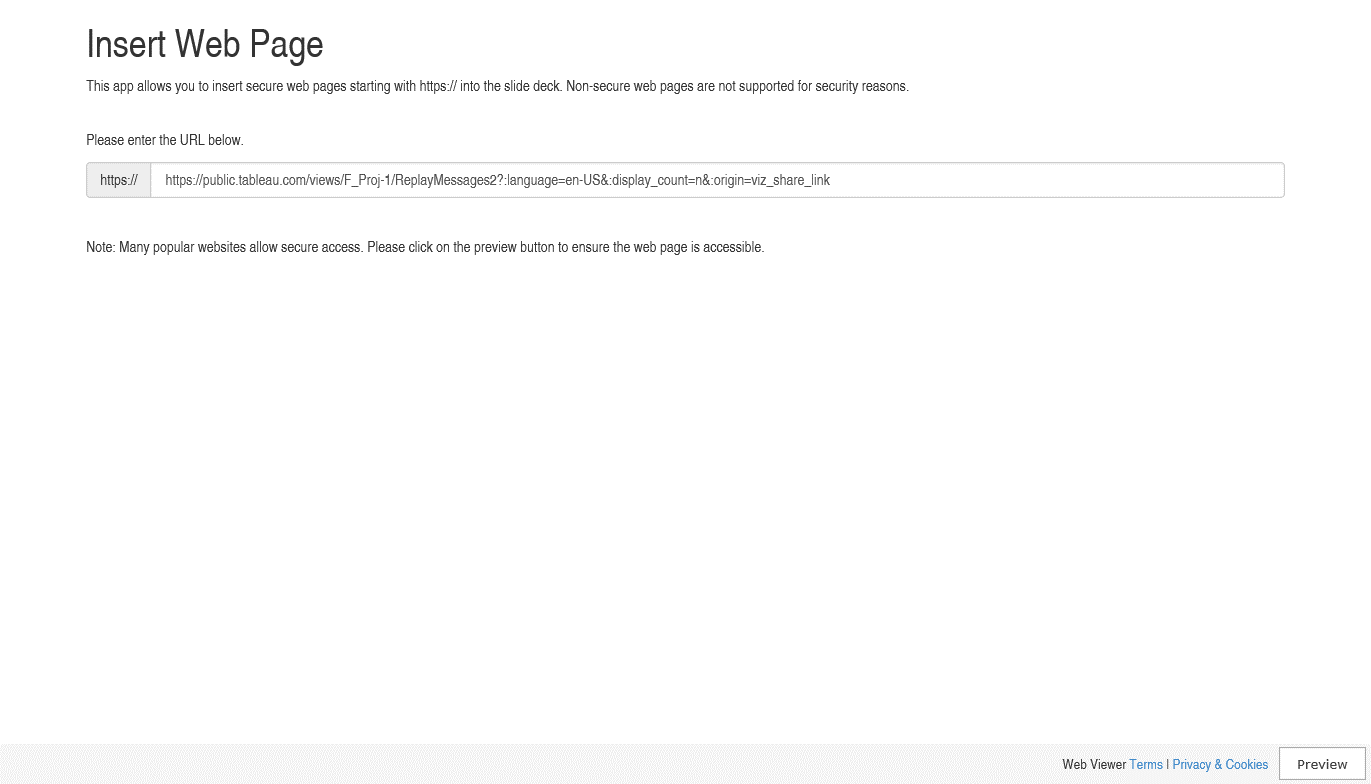 Insert Web Page
This app allows you to insert secure web pages starting with https:// into the slide deck. Non-secure web pages are not supported for security reasons.
Please enter the URL below.
https:// https://public.tableau.com/views/F_Proj-1/ReplayMessages2?:language=en-US&:display_count=n&:origin=viz_share_link
Note: Many popular websites allow secure access. Please click on the preview button to ensure the web page is accessible.
Web Viewer Terms | Privacy & Cookies Preview